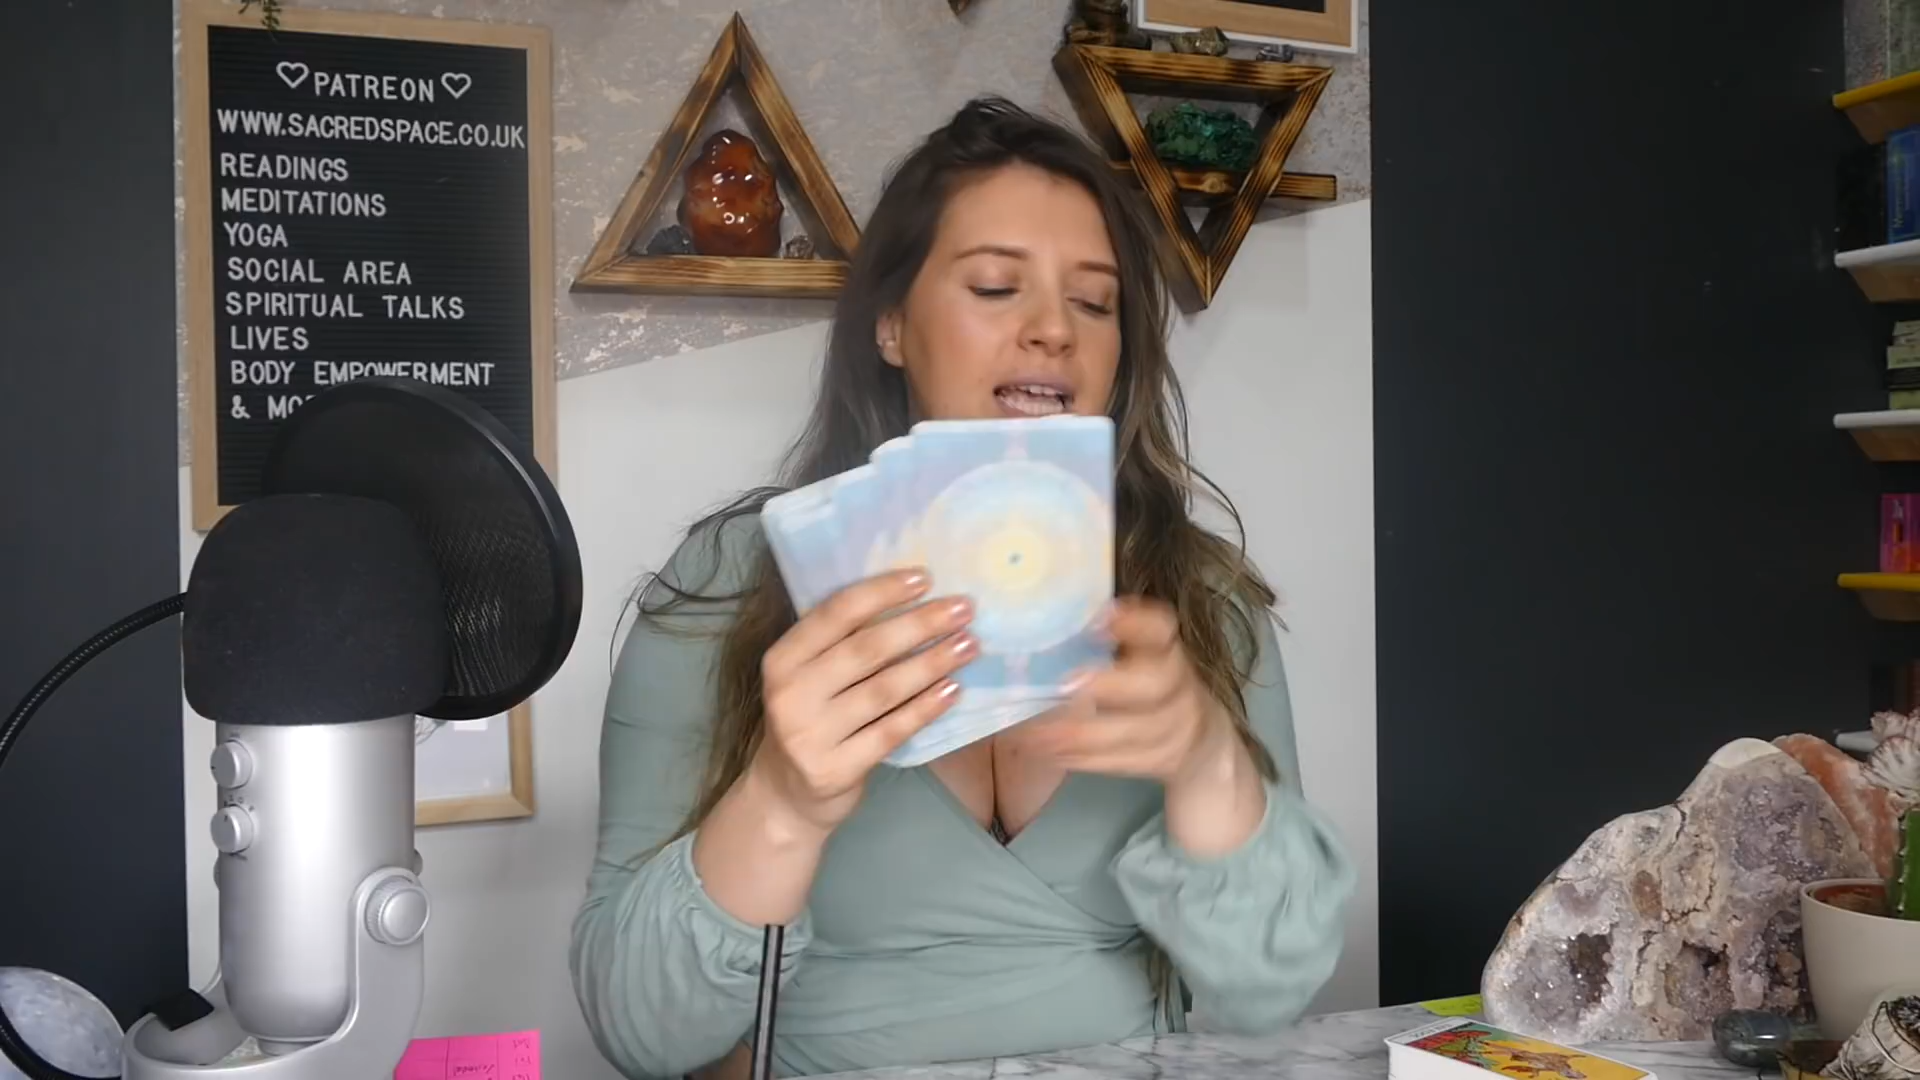 ♡ PATREON ♡
WWW.SACREDSPACE.CO.UK
READINGS
MEDITATIONS
YOGA
SOCIAL AREA
SPIRITUAL TALKS
LIVES
BODY EMPOWERMENT
&